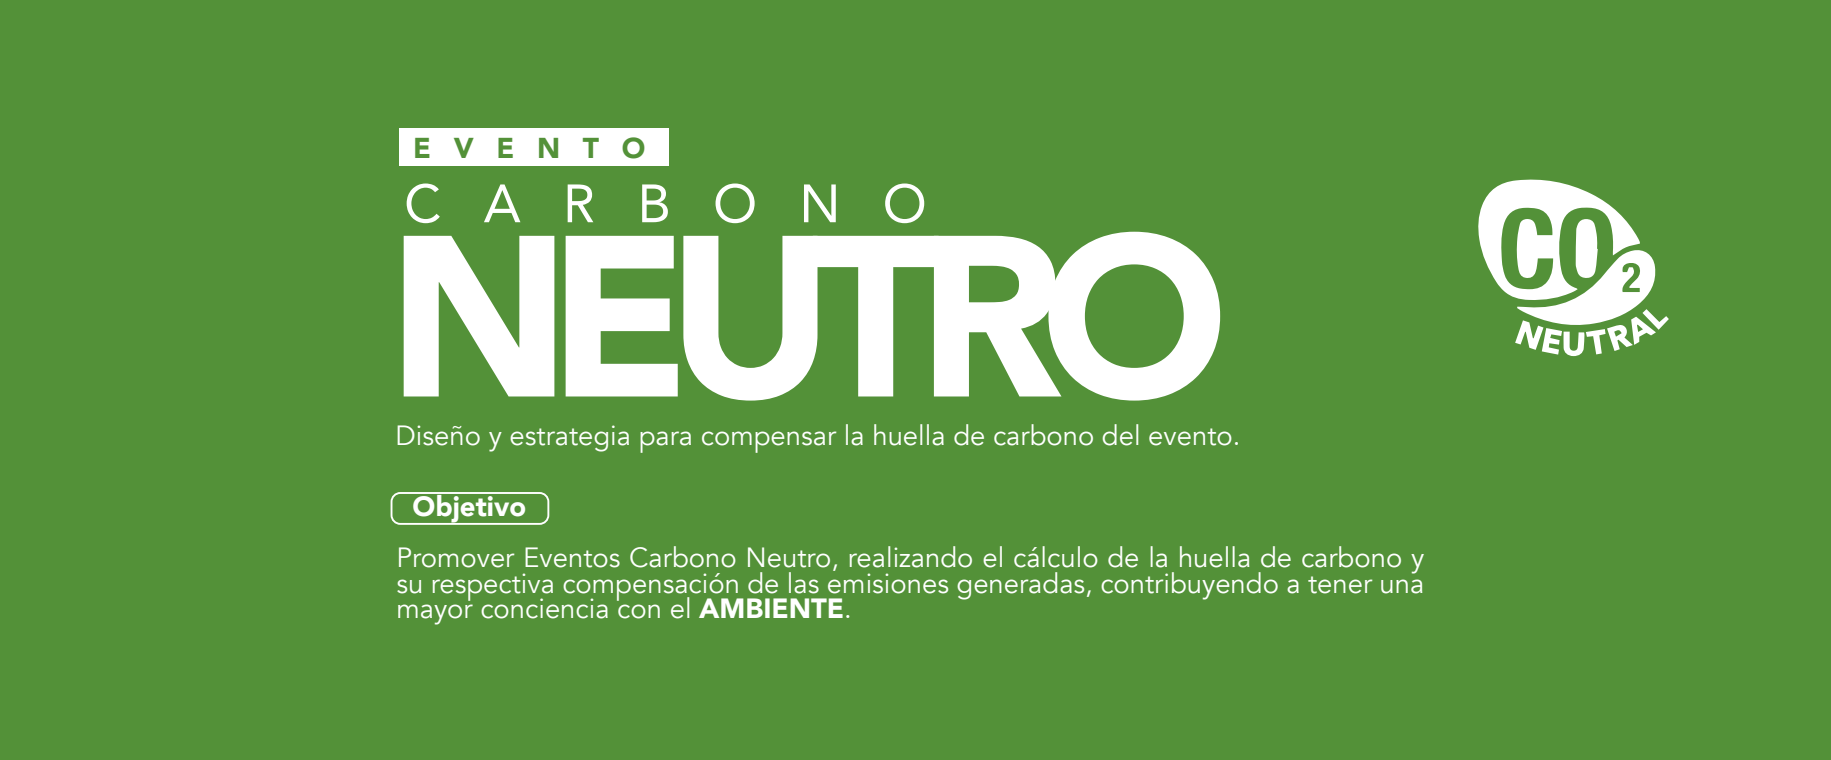 EVENTO
CARBONO
NEUTRO
Diseño y estrategia para compensar la huella de carbono del evento.
Objetivo
Promover Eventos Carbono Neutro, realizando el cálculo de la huella de carbono y
su respectiva compensación de las emisiones generadas, contribuyendo a tener una
mayor conciencia con el AMBIENTE.
CO2
NEUTRAL